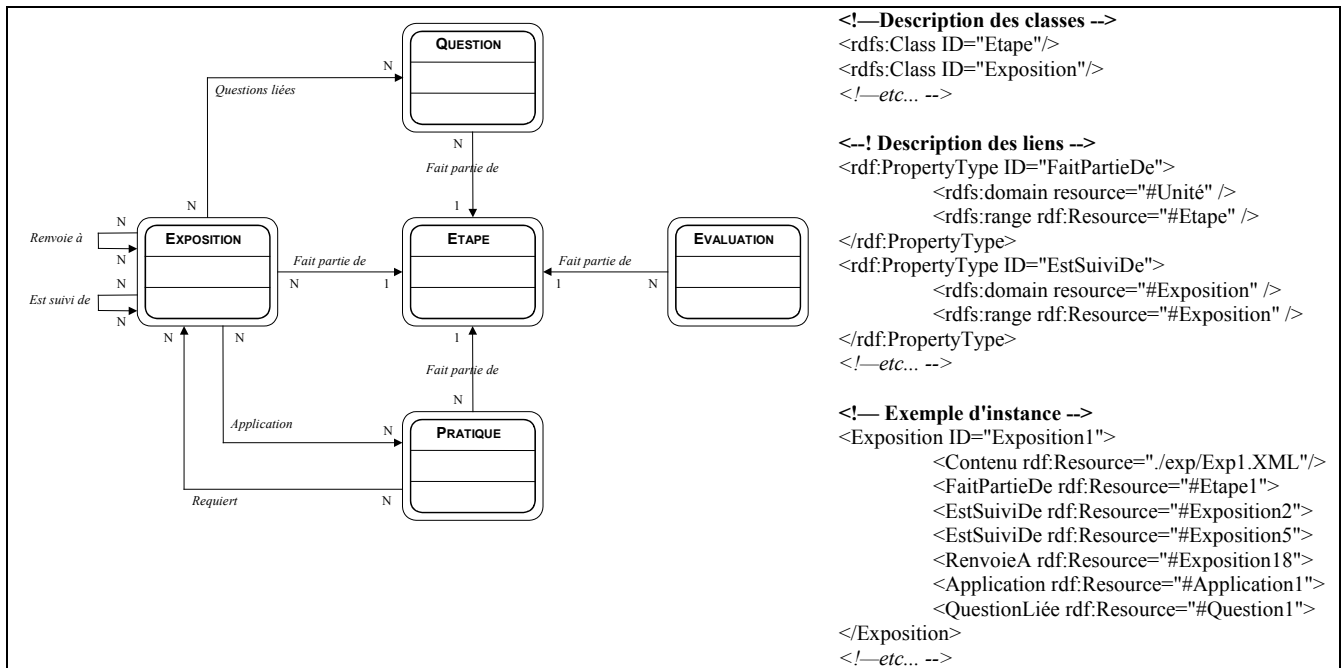 QUESTION
N
Questions liées
N
Fait partie de
N
1
N
Renvoie à
N
N
Est suivi de
N
N
EXPOSITION
Fait partie de
N
1
ETAPE
Fait partie de
1
N
EVALUATION
N
N
1
Fait partie de
N
Application
N
PRATIQUE
Requiert
N
<!—Description des classes -->
<rdfs:Class ID="Etape"/>
<rdfs:Class ID="Exposition"/>
<!—etc... -->
<--! Description des liens -->
<rdf:PropertyType ID="FaitPartieDe">
<rdfs:domain resource="#Unité" />
<rdfs:range rdf:Resource="#Etape" />
</rdf:PropertyType>
<rdf:PropertyType ID="EstSuiviDe">
<rdfs:domain resource="#Exposition" />
<rdfs:range rdf:Resource="#Exposition" />
</rdf:PropertyType>
<!—etc... -->
<!— Exemple d'instance -->
<Exposition ID="Exposition1">
<Contenu rdf:Resource="./exp/Exp1.XML"/>
<FaitPartieDe rdf:Resource="#Etape1">
<EstSuiviDe rdf:Resource="#Exposition2">
<EstSuiviDe rdf:Resource="#Exposition5">
<RenvoieA rdf:Resource="#Exposition18">
<Application rdf:Resource="#Application1">
<QuestionLiée rdf:Resource="#Question1">
</Exposition>
<!—etc... -->